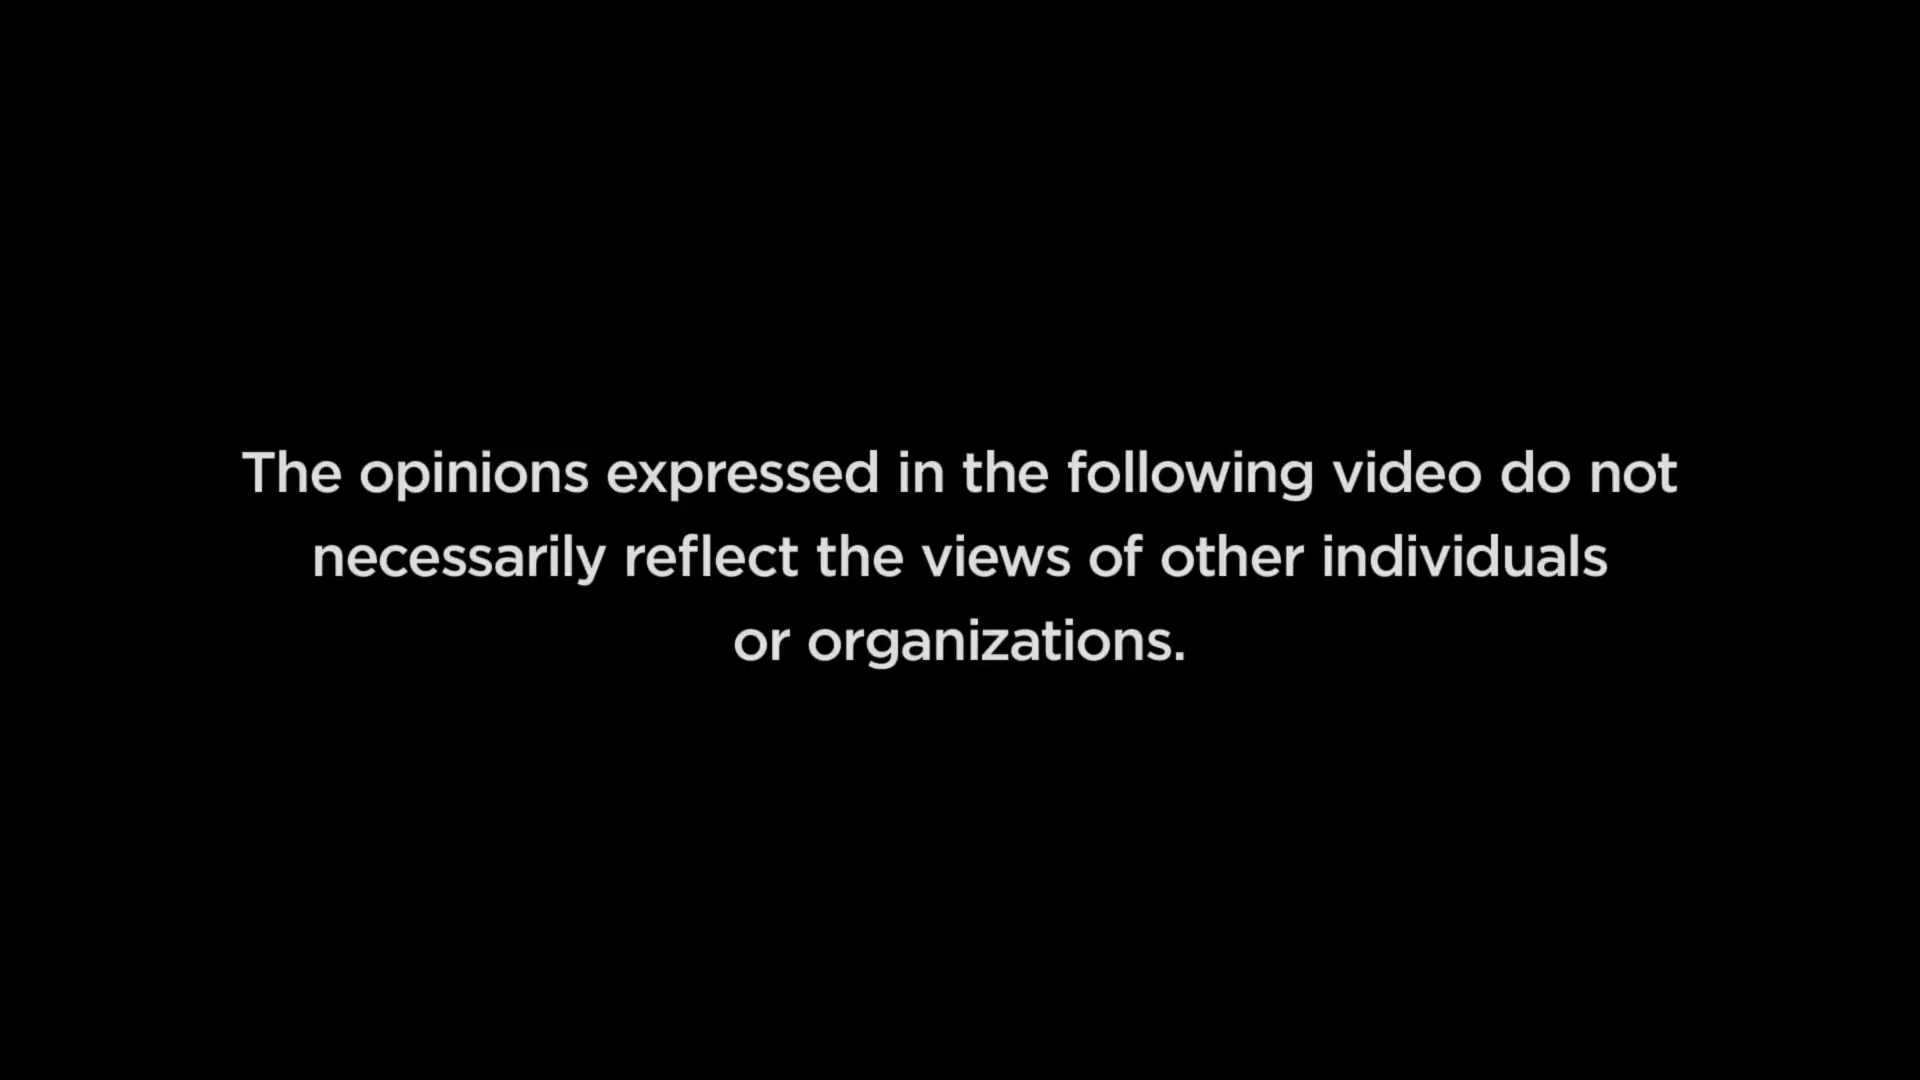 The opinions expressed in the following video do not
necessarily reflect the views of other individuals
or organizations.